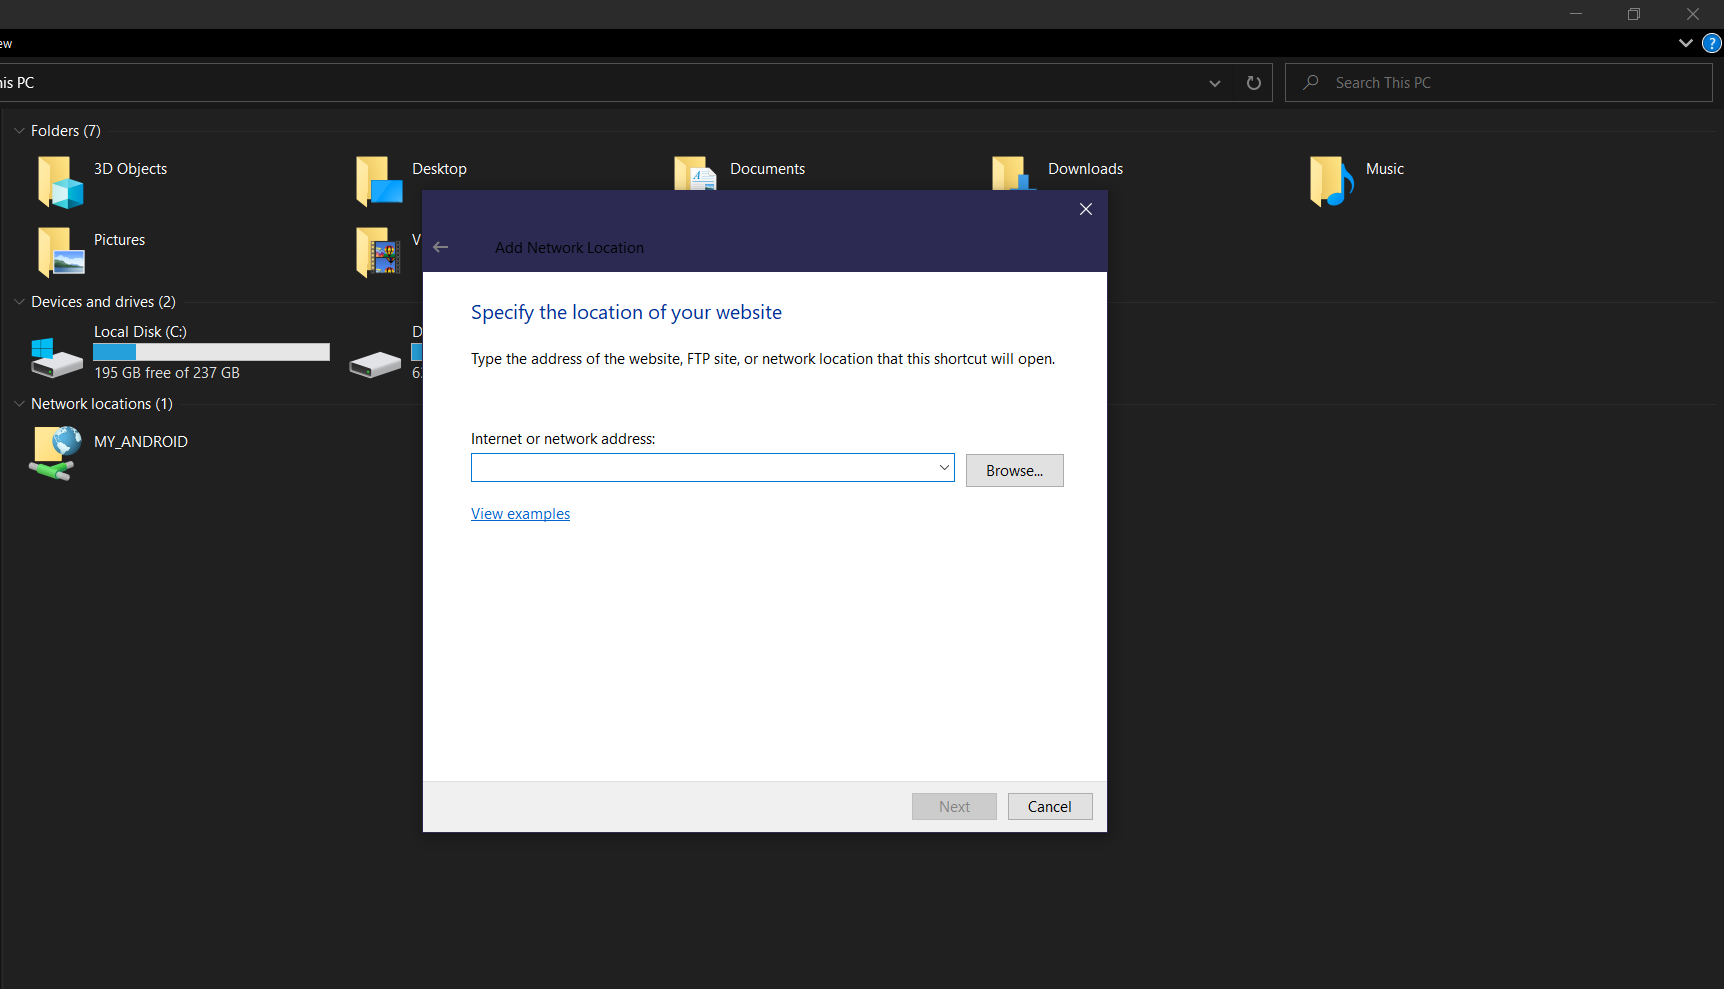 ew
his PC
Search This PC
Folders (7)
3D Objects
Desktop
Documents
Downloads
Music
Pictures
V
Devices and drives (2)
Local Disk (C:)
195 GB free of 237 GB
D
62
Network locations (1)
MY_ANDROID
Add Network Location
Specify the location of your website
Type the address of the website, FTP site, or network location that this shortcut will open.
Internet or network address:
Browse...
View examples
Next
Cancel